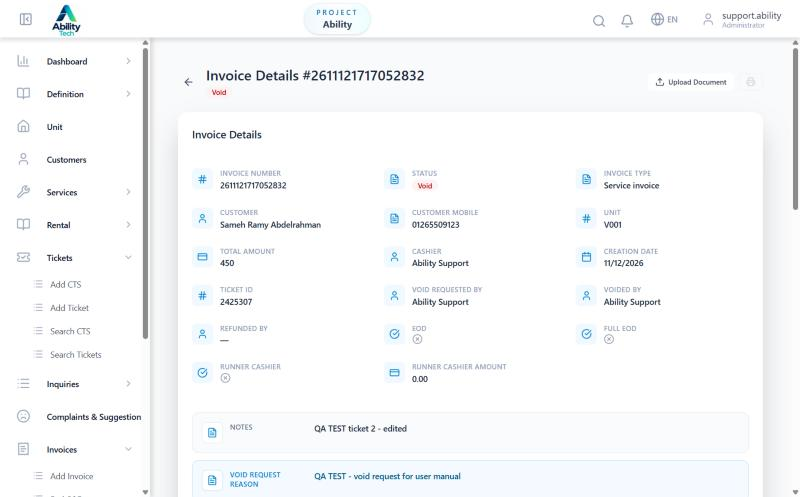 Ability
Tech
PROJECT
Ability
EN
support.ability
Administrator
Dashboard
Definition
Unit
Customers
Services
Rental
Tickets
Add CTS
Add Ticket
Search CTS
Search Tickets
Inquiries
Complaints & Suggestion
Invoices
Add Invoice
Invoice Details #2611121717052832
Void
Upload Document
Invoice Details
INVOICE NUMBER
2611121717052832
STATUS
Void
INVOICE TYPE
Service invoice
CUSTOMER
Sameh Ramy Abdelrahman
CUSTOMER MOBILE
01265509123
UNIT
V001
TOTAL AMOUNT
450
CASHIER
Ability Support
CREATION DATE
11/12/2026
TICKET ID
2425307
VOID REQUESTED BY
Ability Support
VOIDED BY
Ability Support
REFUNDED BY
—
EOD
FULL EOD
RUNNER CASHIER
RUNNER CASHIER AMOUNT
0.00
NOTES
QA TEST ticket 2 - edited
VOID REQUEST
REASON
QA TEST - void request for user manual